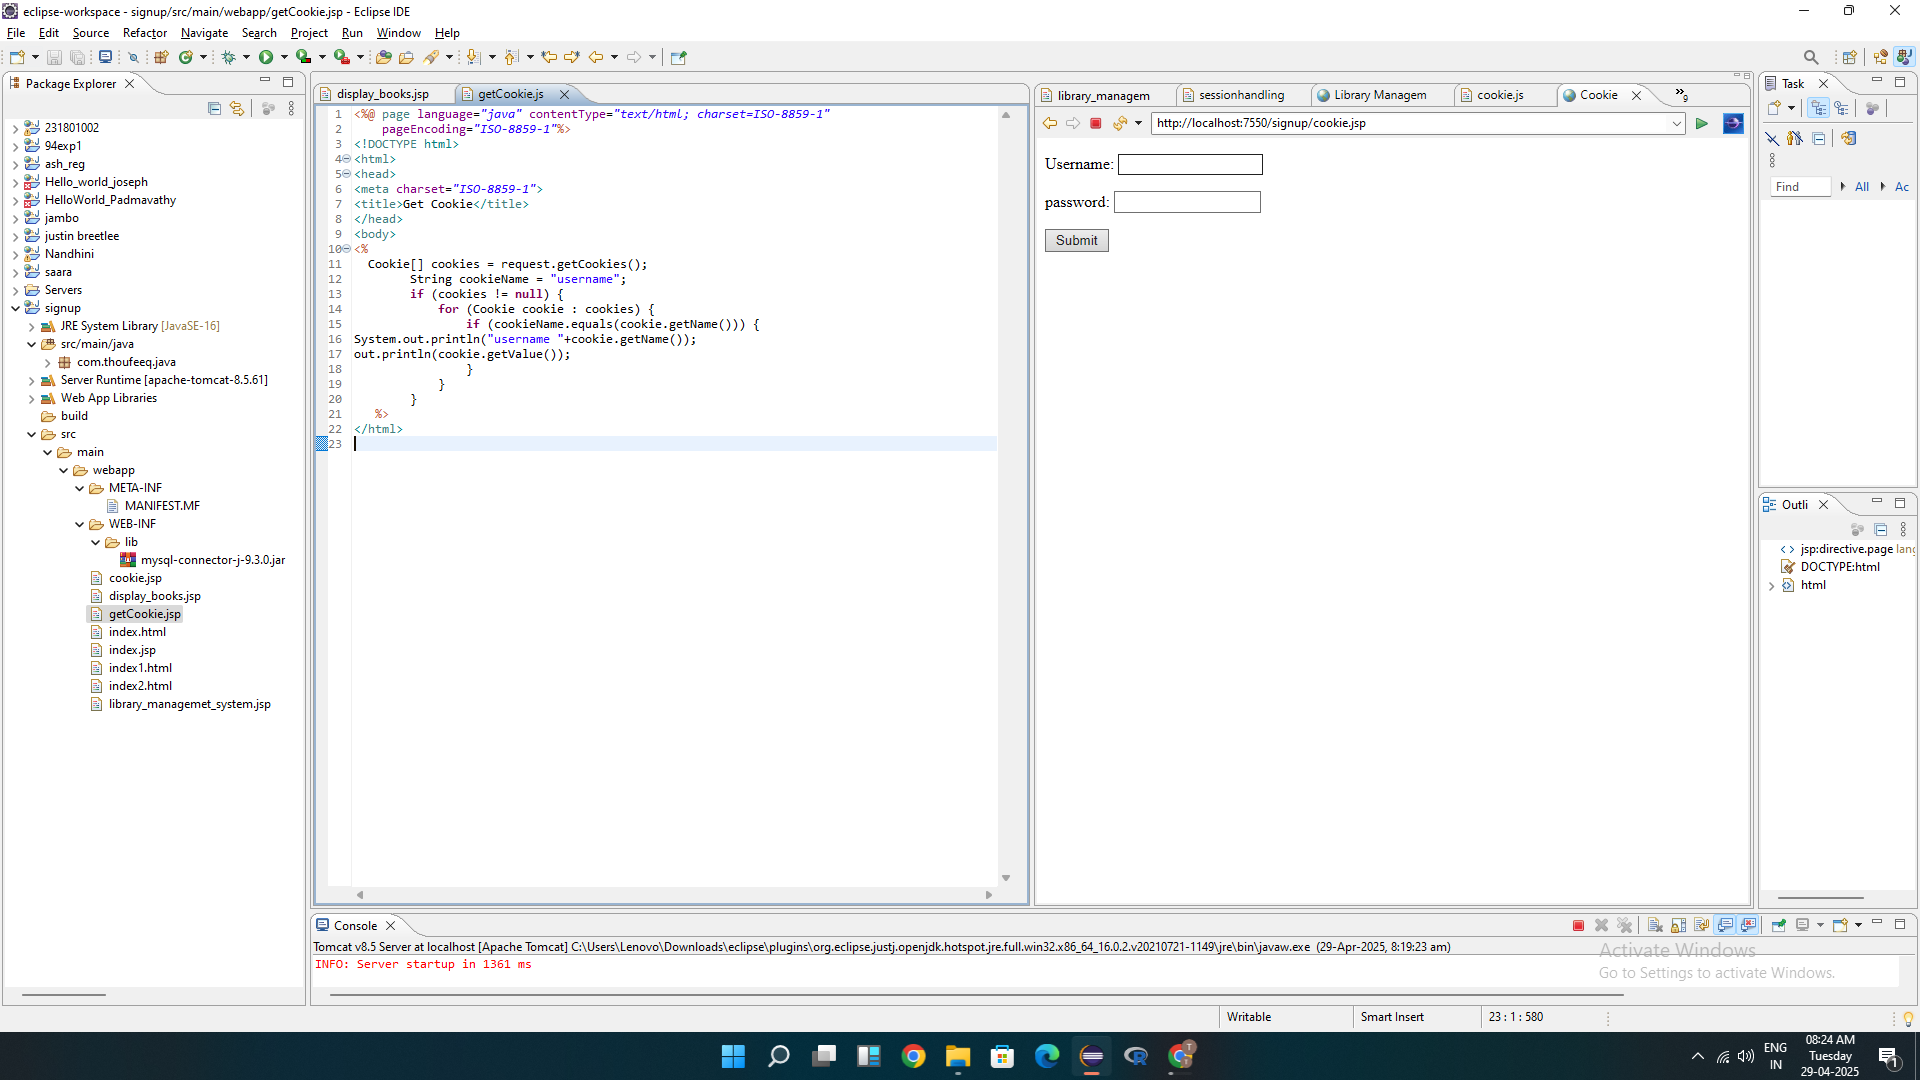 eclipse-workspace - signup/src/main/webapp/getCookie.jsp - Eclipse IDE
File Edit Source Refactor Navigate Search Project Run Window Help
Package Explorer
231801002
94exp1
ash_reg
Hello_world_joseph
HelloWorld_Padmavathy
jambo
justin breetlee
Nandhini
saara
Servers
signup
JRE System Library [JavaSE-16]
src/main/java
com.thoufeeq.java
Server Runtime [apache-tomcat-8.5.61]
Web App Libraries
build
src
main
webapp
META-INF
MANIFEST.MF
WEB-INF
lib
mysql-connector-j-9.3.0.jar
cookie.jsp
display_books.jsp
getCookie.jsp
index.html
index.jsp
index1.html
index2.html
library_managemet_system.jsp
display_books.jsp getCookie.js
1 <%@ page language="java" contentType="text/html; charset=ISO-8859-1"
2 pageEncoding="ISO-8859-1"%>
3 <!DOCTYPE html>
4 <html>
5 <head>
6 <meta charset="ISO-8859-1">
7 <title>Get Cookie</title>
8 </head>
9 <body>
10 <%
11 Cookie[] cookies = request.getCookies();
12 String cookieName = "username";
13 if (cookies != null) {
14 for (Cookie cookie : cookies) {
15 if (cookieName.equals(cookie.getName())) {
16 System.out.println("username "+cookie.getName());
17 out.println(cookie.getValue());
18 }
19 }
20 }
21 %>
22 </html>
23
library_managem sessionhandling Library Managem cookie.js Cookie »9
http://localhost:7550/signup/cookie.jsp
Username:
password:
Submit
Task
Find All Ac
Outli
jsp:directive.page lang
DOCTYPE:html
html
Console
Tomcat v8.5 Server at localhost [Apache Tomcat] C:\Users\Lenovo\Downloads\eclipse\plugins\org.eclipse.justj.openjdk.hotspot.jre.full.win32.x86_64_16.0.2.v20210721-1149\jre\bin\javaw.exe (29-Apr-2025, 8:19:23 am)
INFO: Server startup in 1361 ms
Activate Windows
Go to Settings to activate Windows.
Writable Smart Insert 23 : 1 : 580
ENG
IN
08:24 AM
Tuesday
29-04-2025
1